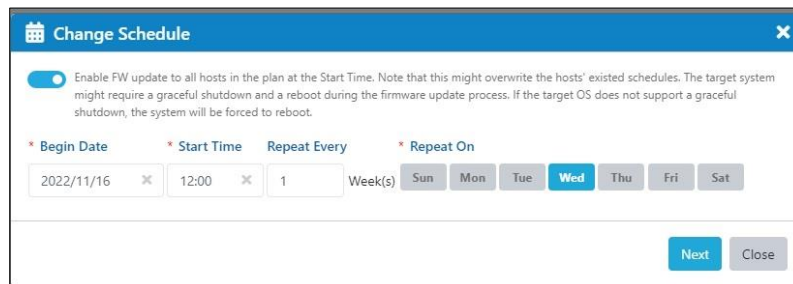 Change Schedule
Enable FW update to all hosts in the plan at the Start Time. Note that this might overwrite the hosts' existed schedules. The target system
might require a graceful shutdown and a reboot during the firmware update process. If the target OS does not support a graceful
shutdown, the system will be forced to reboot.
* Begin Date * Start Time Repeat Every * Repeat On
2022/11/16 12:00 1 Week(s) Sun Mon Tue Wed Thu Fri Sat
Next Close